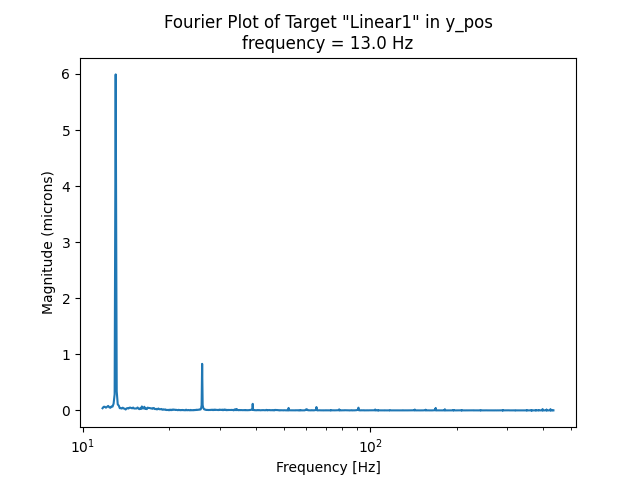 Fourier Plot of Target "Linear1" in y_pos
frequency = 13.0 Hz
6
5
4
3
2
1
0
Magnitude (microns)
10¹
10²
Frequency [Hz]